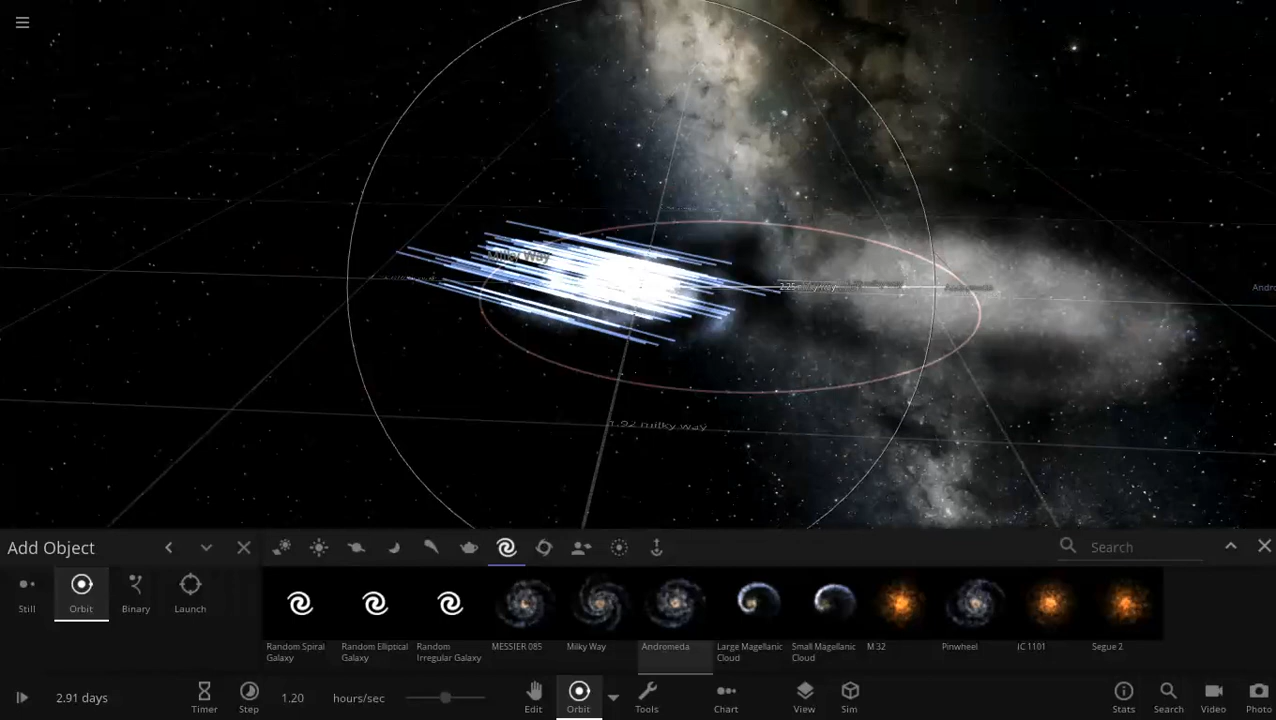 Milky Way
Andromeda
1.92 milky way
Add Object
Search
Still
Orbit
Binary
Launch
Random Spiral
Galaxy
Random Elliptical
Galaxy
Random
Irregular Galaxy
MESSIER 085
Milky Way
Andromeda
Large Magellanic
Cloud
Small Magellanic
Cloud
M 32
Pinwheel
IC 1101
Segue 2
2.91 days
Timer
Step
1.20
hours/sec
Edit
Orbit
Tools
Chart
View
Sim
Stats
Search
Video
Photo